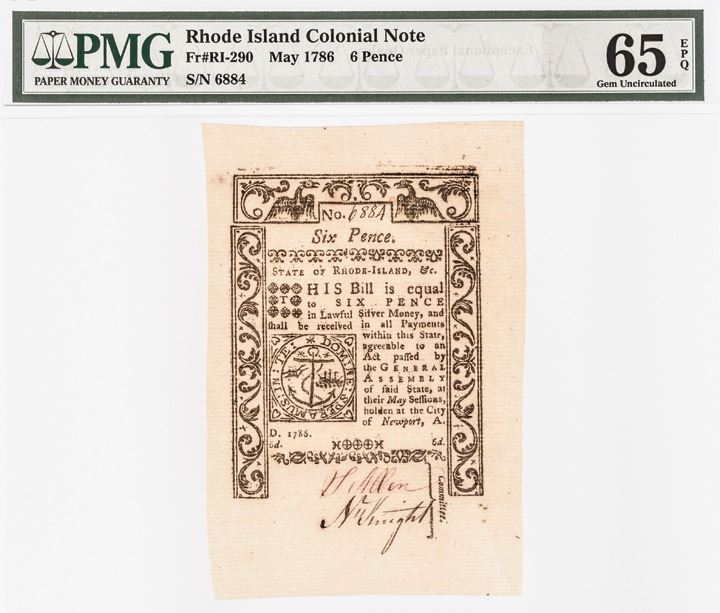 PMG
PAPER MONEY GUARANTY
Rhode Island Colonial Note
Fr#RI-290 May 1786 6 Pence
S/N 6884
65 EPQ
Gem Uncirculated
No. 6884
Six Pence.
STATE OF RHODE-ISLAND, &c.
THIS Bill is equal
to SIX PENCE
in Lawful Silver Money, and
ſhall be received in all Payments
within this State,
agreeable to an
Act paſſed by
the GENERAL
ASSEMBLY
of ſaid State, at
their May Seſſions,
holden at the City
of Newport, A.
D. 1786.
IN TE DOMINE SPERAMUS
6d. 6d.
Committee.
Nr Knight